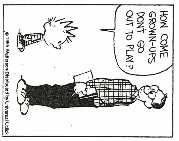 HOW COME
GROWN-UPS
DON'T GO
OUT TO PLAY?